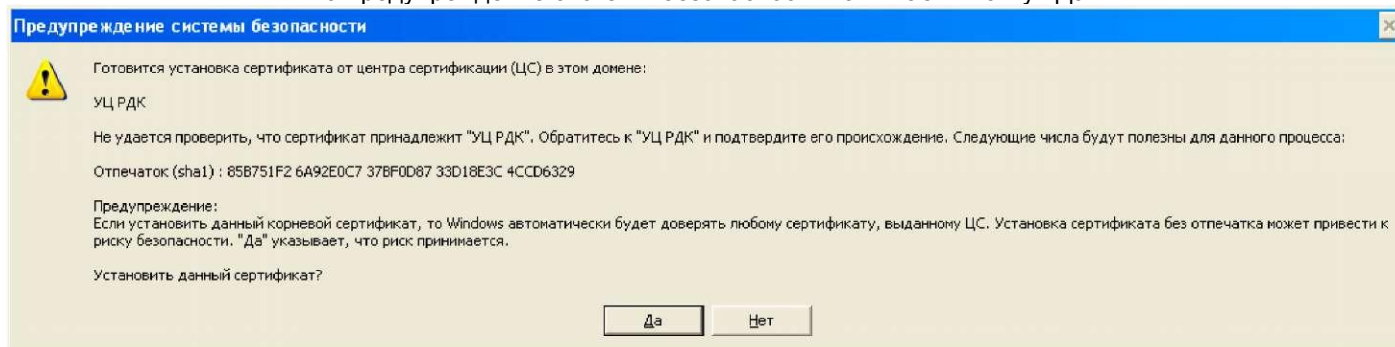 Предупреждение системы безопасности
Готовится установка сертификата от центра сертификации (ЦС) в этом домене:
УЦ РДК
Не удается проверить, что сертификат принадлежит "УЦ РДК". Обратитесь к "УЦ РДК" и подтвердите его происхождение. Следующие числа будут полезны для данного процесса:
Отпечаток (sha1) : 85B751F2 6A92E0C7 37BF0D87 33D18E3C 4CCD6329
Предупреждение:
Если установить данный корневой сертификат, то Windows автоматически будет доверять любому сертификату, выданному ЦС. Установка сертификата без отпечатка может привести к
риску безопасности. "Да" указывает, что риск принимается.
Установить данный сертификат?
Да
Нет